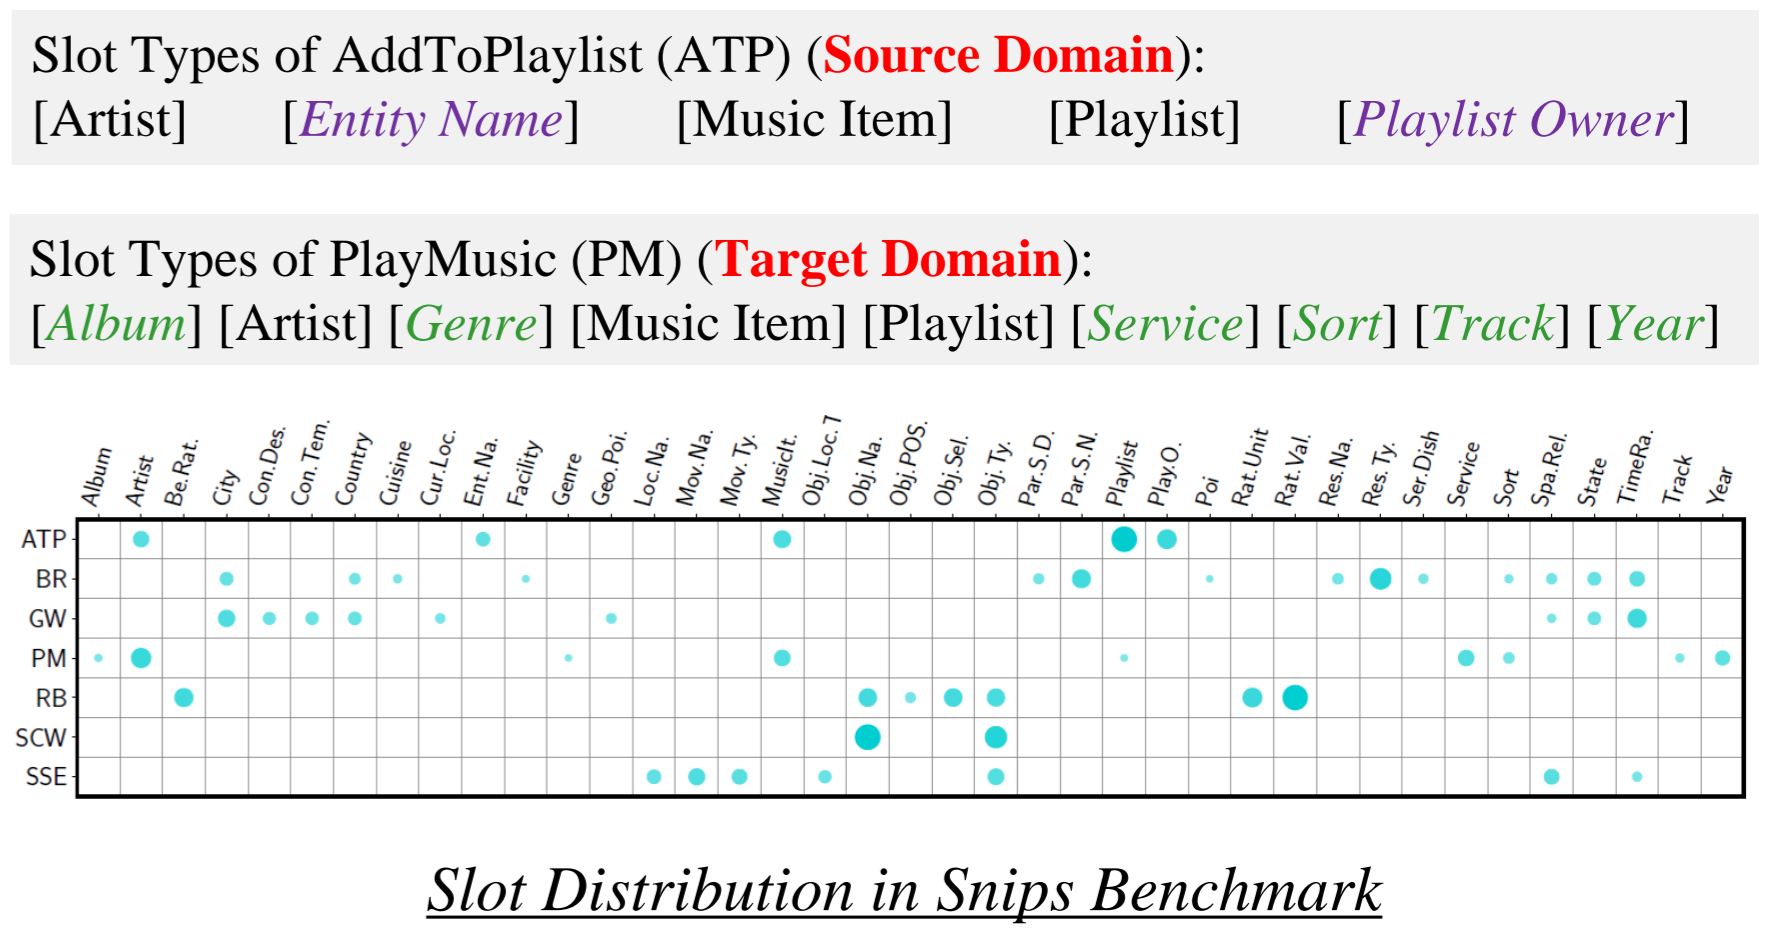 Slot Types of AddToPlaylist (ATP) (Source Domain):
[Artist] [Entity Name] [Music Item] [Playlist] [Playlist Owner]
Slot Types of PlayMusic (PM) (Target Domain):
[Album] [Artist] [Genre] [Music Item] [Playlist] [Service] [Sort] [Track] [Year]
Album
Artist
Be.Rat.
City
Con.Des.
Con.Tem.
Country
Cuisine
Cur.Loc.
Ent.Na.
Facility
Genre
Geo.Poi.
Loc.Na.
Mov.Na.
Mov.Ty.
MusicIt.
Obj.Loc.T
Obj.Na.
Obj.POS.
Obj.Sel.
Obj.Ty.
Par.S.D.
Par.S.N.
Playlist
Play.O.
Poi
Rat.Unit
Rat.Val.
Res.Na.
Res.Ty.
Ser.Dish
Service
Sort
Spa.Rel.
State
TimeRa.
Track
Year
ATP
BR
GW
PM
RB
SCW
SSE
Slot Distribution in Snips Benchmark